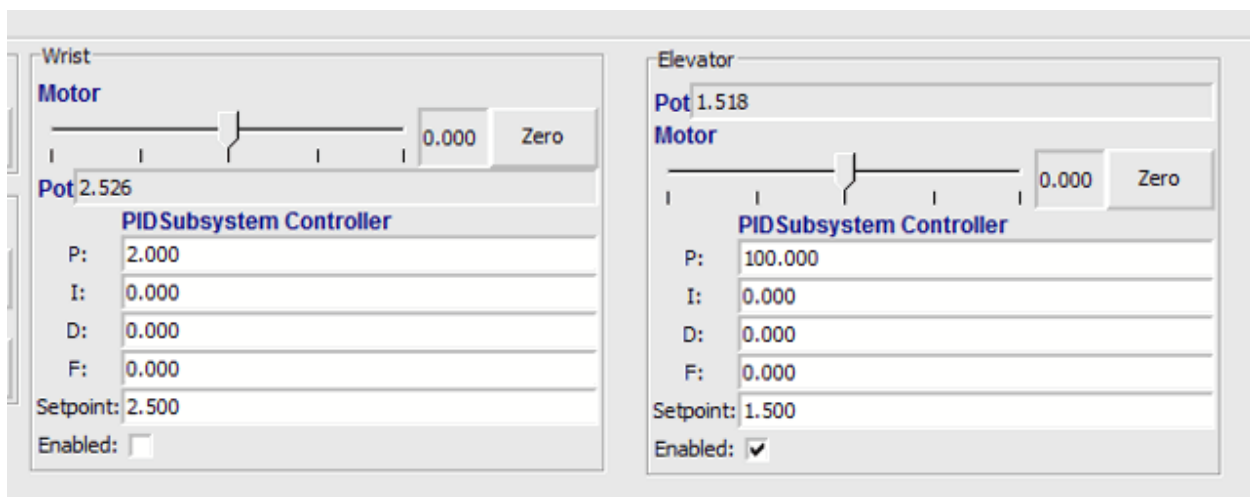 Wrist
Motor
0.000 Zero
Pot 2.526
PIDSubsystem Controller
P: 2.000
I: 0.000
D: 0.000
F: 0.000
Setpoint: 2.500
Enabled:
Elevator
Pot 1.518
Motor
0.000 Zero
PIDSubsystem Controller
P: 100.000
I: 0.000
D: 0.000
F: 0.000
Setpoint: 1.500
Enabled: